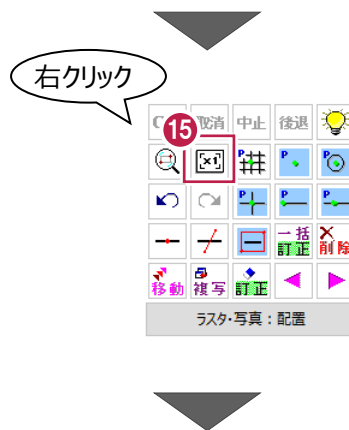 右クリック
15
C 取消 中止 後退
[×1] P P P
P P P
一括訂正 削除
移動 複写 訂正
ラスタ・写真：配置